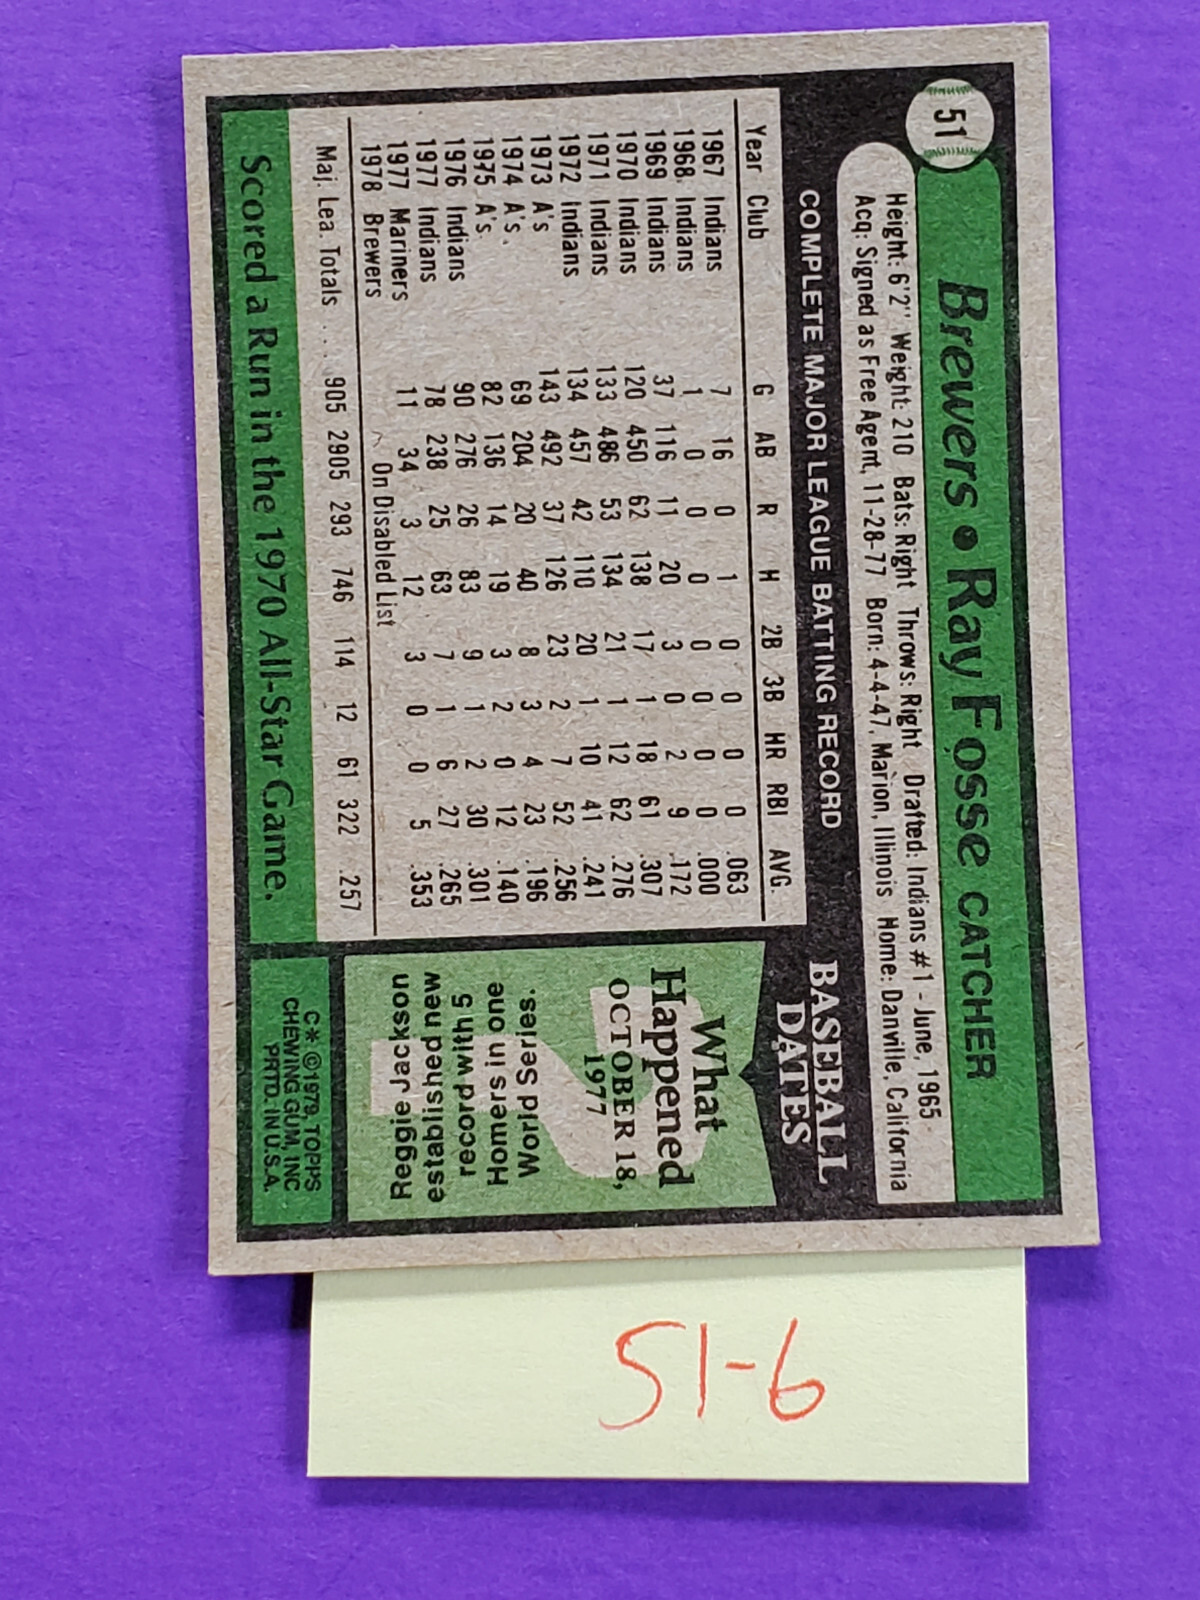 51
Brewers • Ray Fosse CATCHER
Height: 6'2" Weight: 210 Bats: Right Throws: Right Drafted: Indians #1 - June, 1965
Acq: Signed as Free Agent, 11-28-77 Born: 4-4-47, Marion, Illinois Home: Danville, California
COMPLETE MAJOR LEAGUE BATTING RECORD
Year Club G AB R H 2B 3B HR RBI AVG.
1967 Indians 7 16 0 1 0 0 0 0 .063
1968 Indians 1 0 0 0 0 0 0 0 .000
1969 Indians 37 116 11 20 3 0 2 9 .172
1970 Indians 120 450 62 138 17 1 18 61 .307
1971 Indians 133 486 53 134 21 1 12 62 .276
1972 Indians 134 457 42 110 20 1 10 41 .241
1973 A's 143 492 37 126 23 2 7 52 .256
1974 A's. 69 204 20 40 8 3 4 23 .196
1975 A's. 82 136 14 19 3 2 0 12 .140
1976 Indians 90 276 26 83 9 1 2 30 .301
1977 Indians 78 238 25 63 7 1 6 27 .265
1977 Mariners 11 34 3 12 3 0 0 5 .353
1978 Brewers On Disabled List
Maj. Lea. Totals . . . 905 2905 293 746 114 12 61 322 .257
Scored a Run in the 1970 All-Star Game.
BASEBALL
DATES
What
Happened
OCTOBER 18,
1977
Reggie Jackson
established new
record with 5
Homers in one
World Series.
C* ©1979, TOPPS
CHEWING GUM, INC
PRTD. IN U.S.A.
51-6